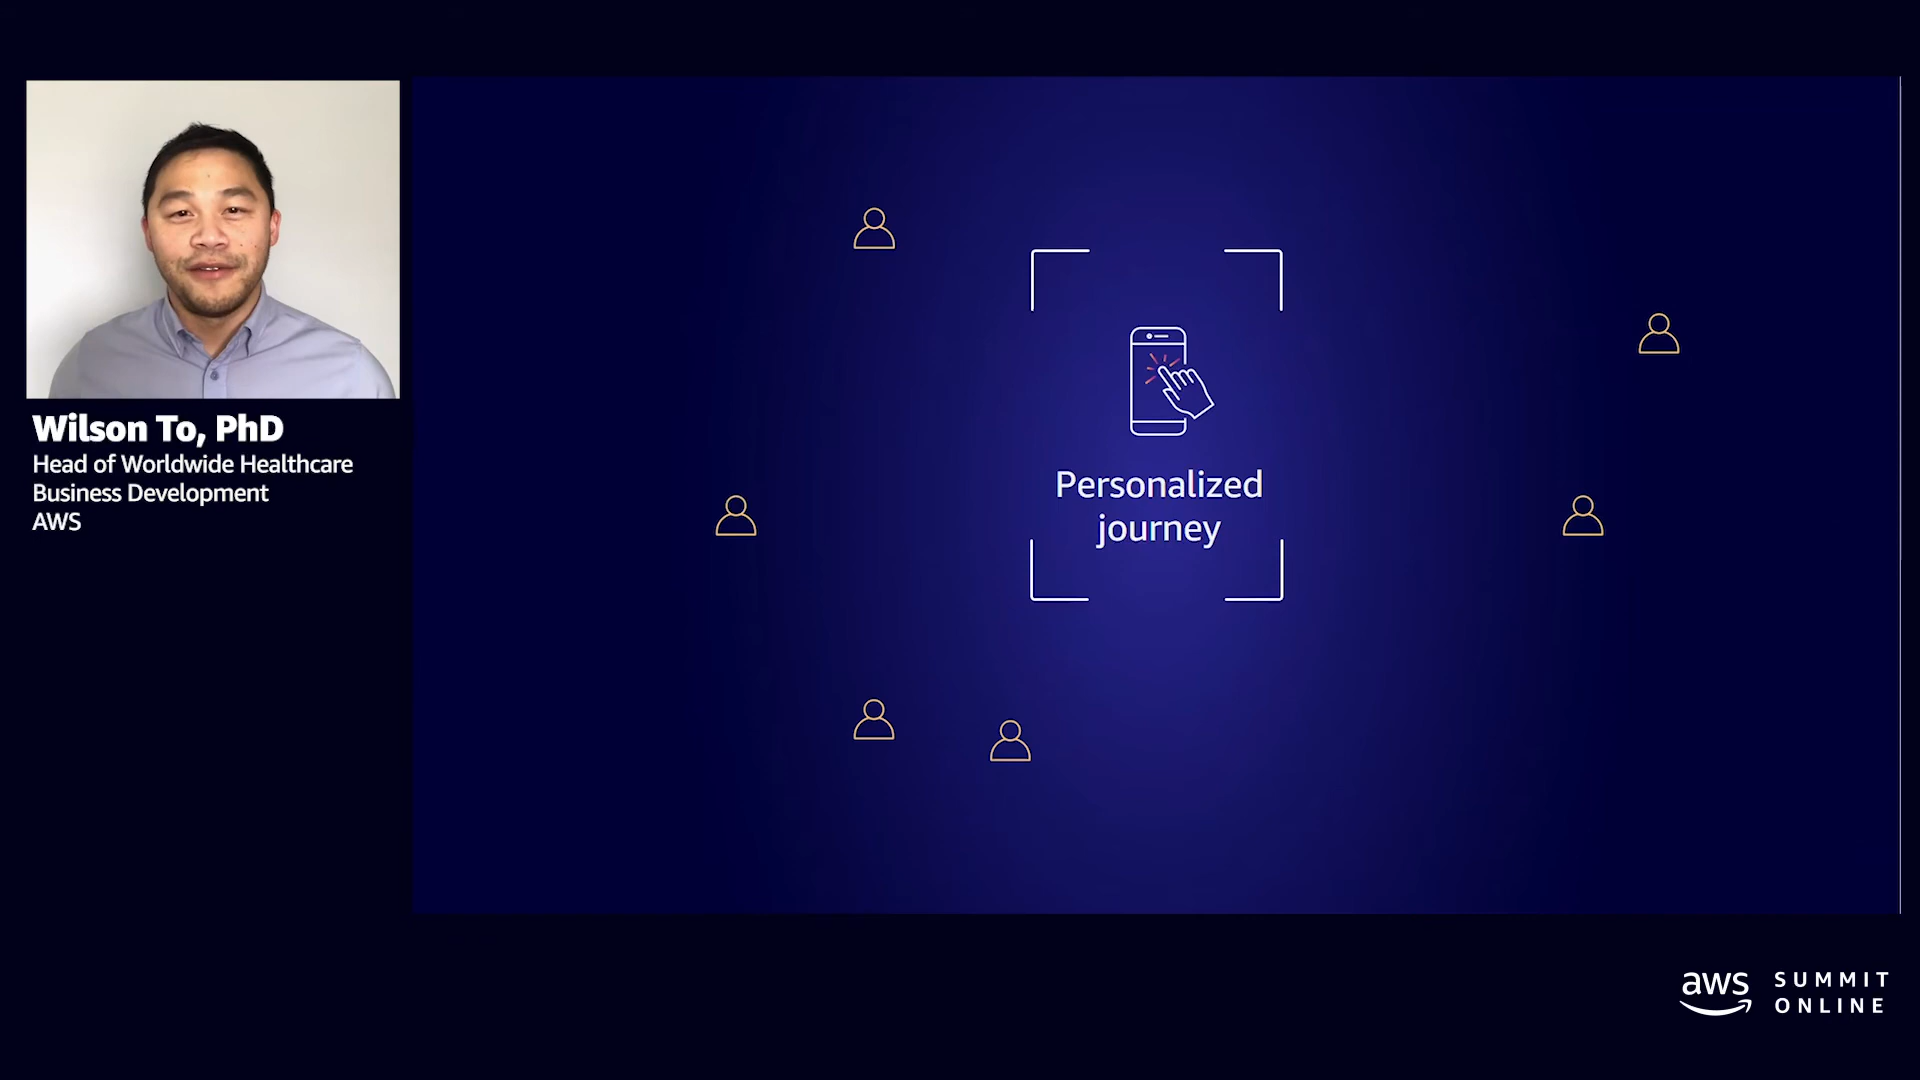 Wilson To, PhD
Head of Worldwide Healthcare
Business Development
AWS
Personalized
journey
aws
SUMMIT
ONLINE